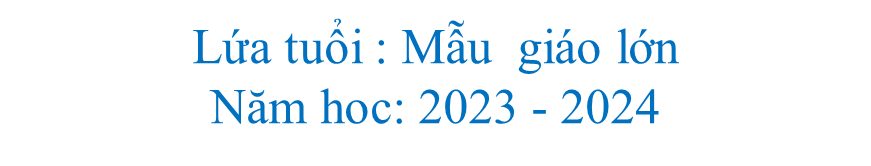 Lứa tuổi : Mẫu  giáo lớn
Năm hoc: 2023 - 2024